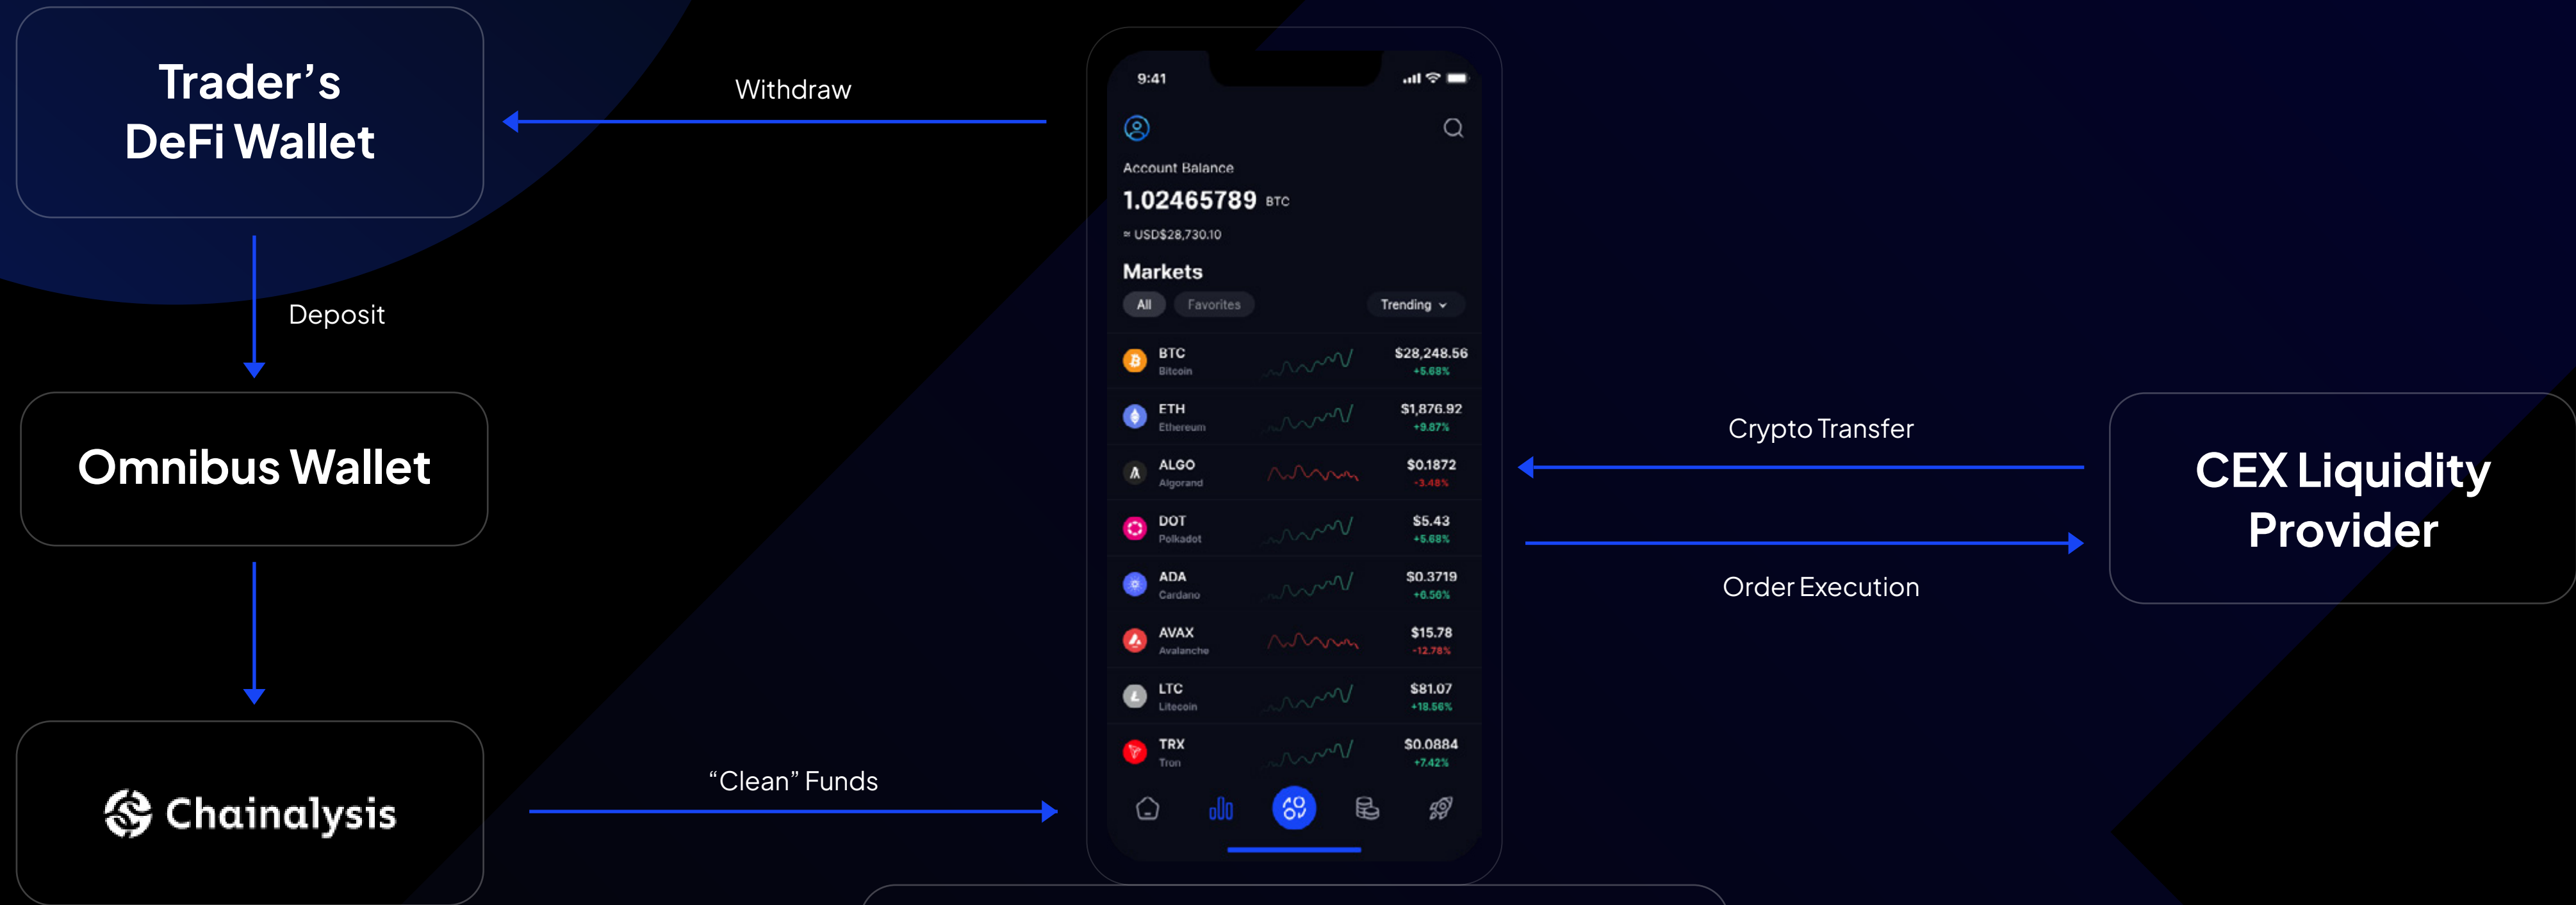 Trader’s
DeFi Wallet
Withdraw
Deposit
Omnibus Wallet
Chainalysis
“Clean” Funds
9:41
Account Balance
1.02465789 BTC
≈ USD$28,730.10
Markets
All Favorites Trending
BTC $28,248.56
Bitcoin +5.68%
ETH $1,876.92
Ethereum +9.87%
ALGO $0.1872
Algorand -3.48%
DOT $5.43
Polkadot +5.68%
ADA $0.3719
Cardano +6.56%
AVAX $15.78
Avalanche -12.78%
LTC $81.07
Litecoin +18.56%
TRX $0.0884
Tron +7.42%
Crypto Transfer
Order Execution
CEX Liquidity
Provider